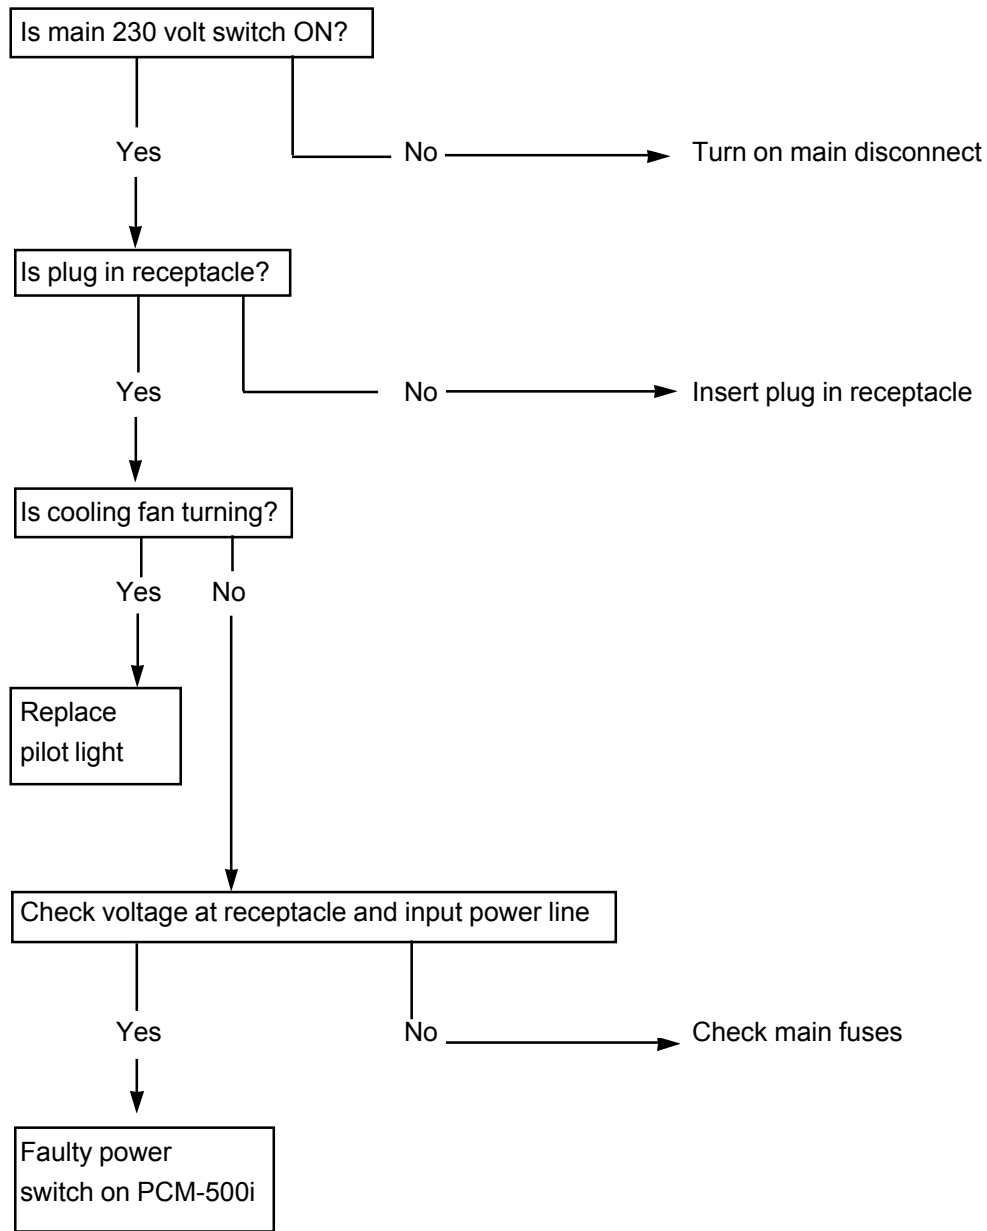 Is main 230 volt switch ON?
Yes
No
Turn on main disconnect
Is plug in receptacle?
Yes
No
Insert plug in receptacle
Is cooling fan turning?
Yes
No
Replace
pilot light
Check voltage at receptacle and input power line
Yes
No
Check main fuses
Faulty power
switch on PCM-500i